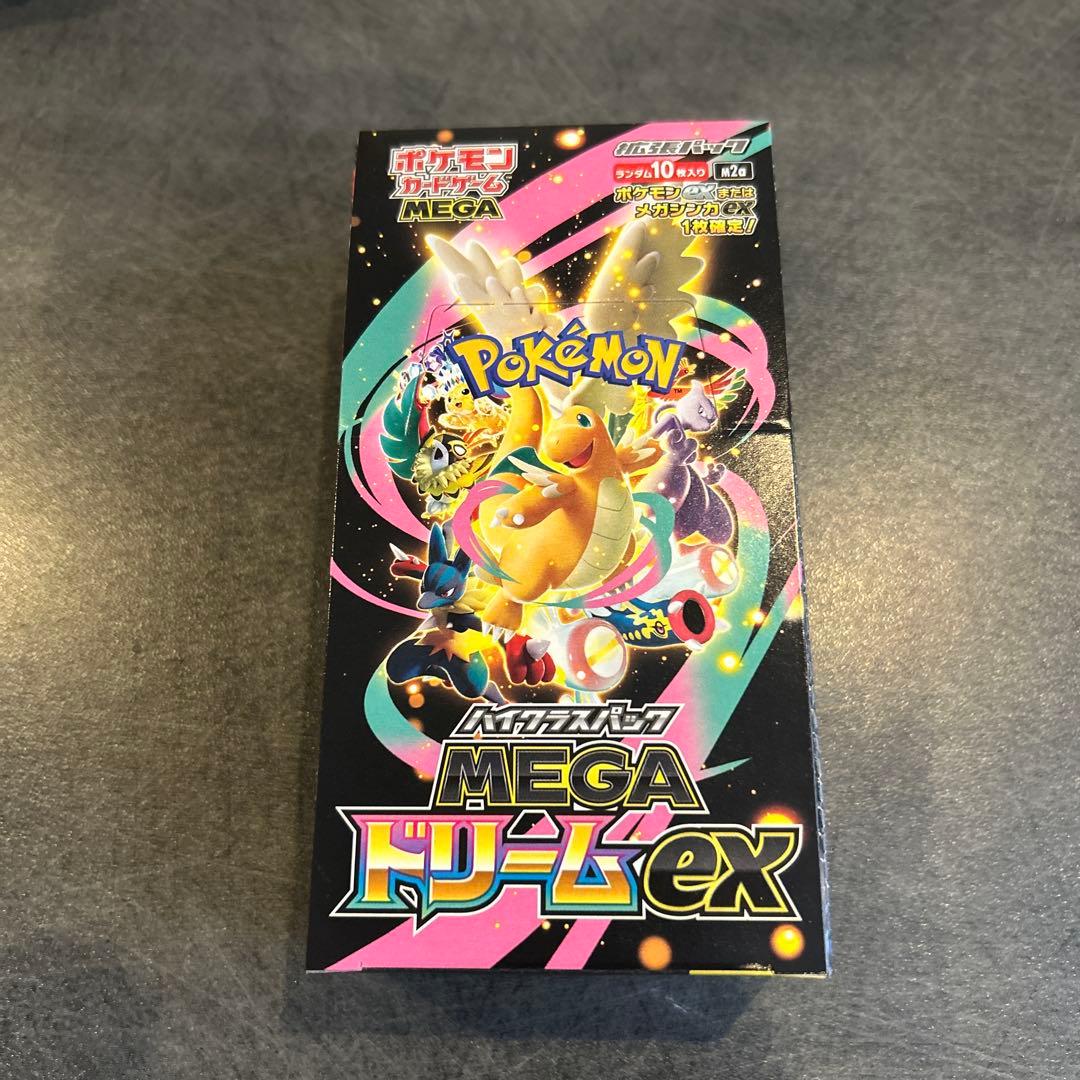 ポケモン
カードゲーム
MEGA
拡張パック
ランダム10枚入り M2a
ポケモンexまたは
メガシンカex
1枚確定!
POKéMON
TM
ハイクラスパック
MEGA
ドリームex